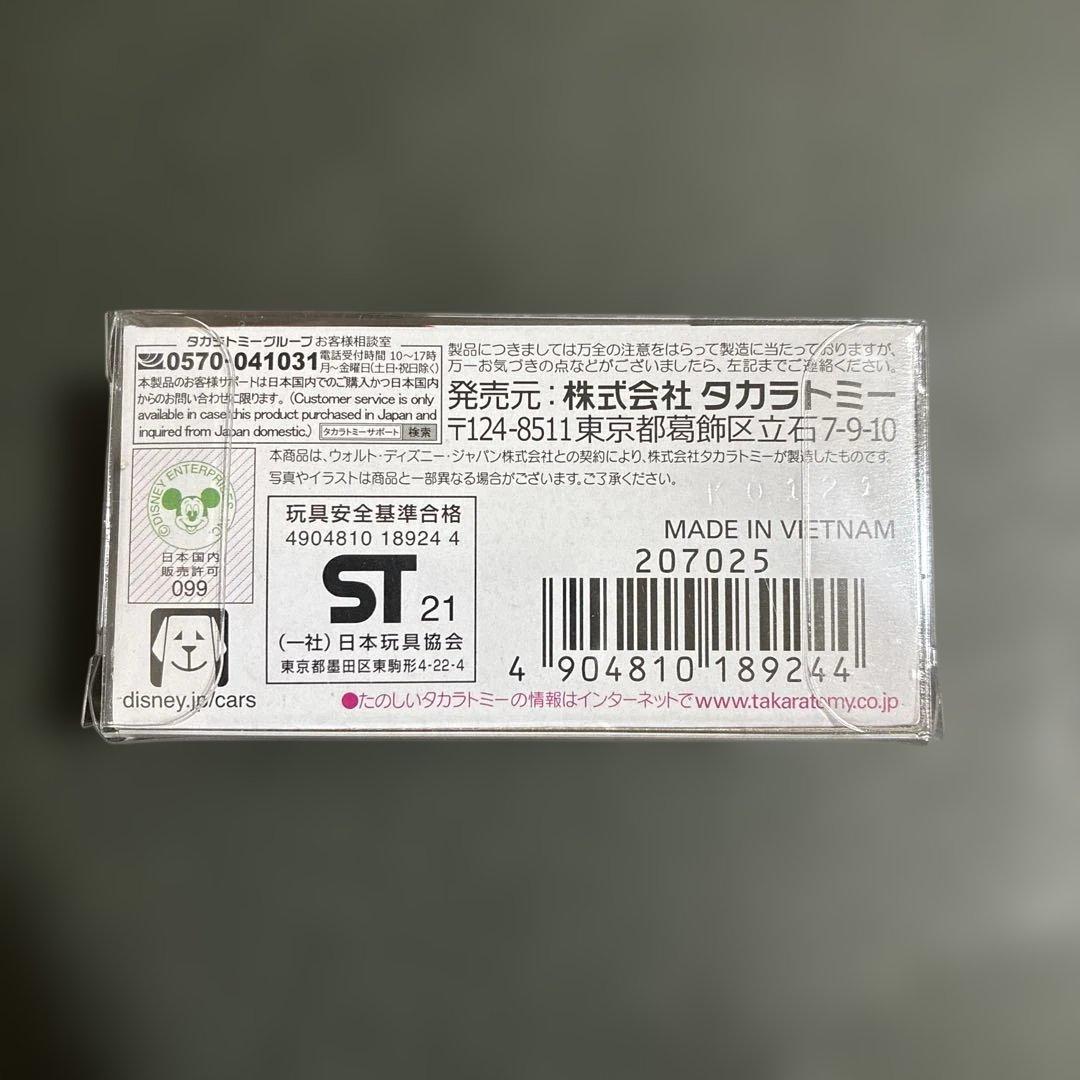 タカラトミーグループ お客様相談室
0570-041031 電話受付時間 10〜17時
月〜金曜日(土日・祝日除く)
本製品のお客様サポートは日本国内でのご購入かつ日本国内
からのお問い合わせに限ります。(Customer service is only
available in case this product purchased in Japan and
inquired from Japan domestic.) タカラトミーサポート 検索
製品につきましては万全の注意をはらって製造に当たっておりますが、
万一お気づきの点などがございましたら、左記までご連絡ください。
発売元:株式会社 タカラトミー
〒124-8511東京都葛飾区立石7-9-10
本商品は、ウォルト・ディズニー・ジャパン株式会社との契約により、株式会社タカラトミーが製造したものです。
写真やイラストは商品と一部異なる場合がございます。ご了承ください。
©DISNEY ENTERPRISES, INC.
日本国内
販売許可
099
disney.jp/cars
玩具安全基準合格
4904810 18924 4
ST 21
(一社)日本玩具協会
東京都墨田区東駒形4-22-4
MADE IN VIETNAM
207025
4 904810 189244
●たのしいタカラトミーの情報はインターネットで www.takaratomy.co.jp